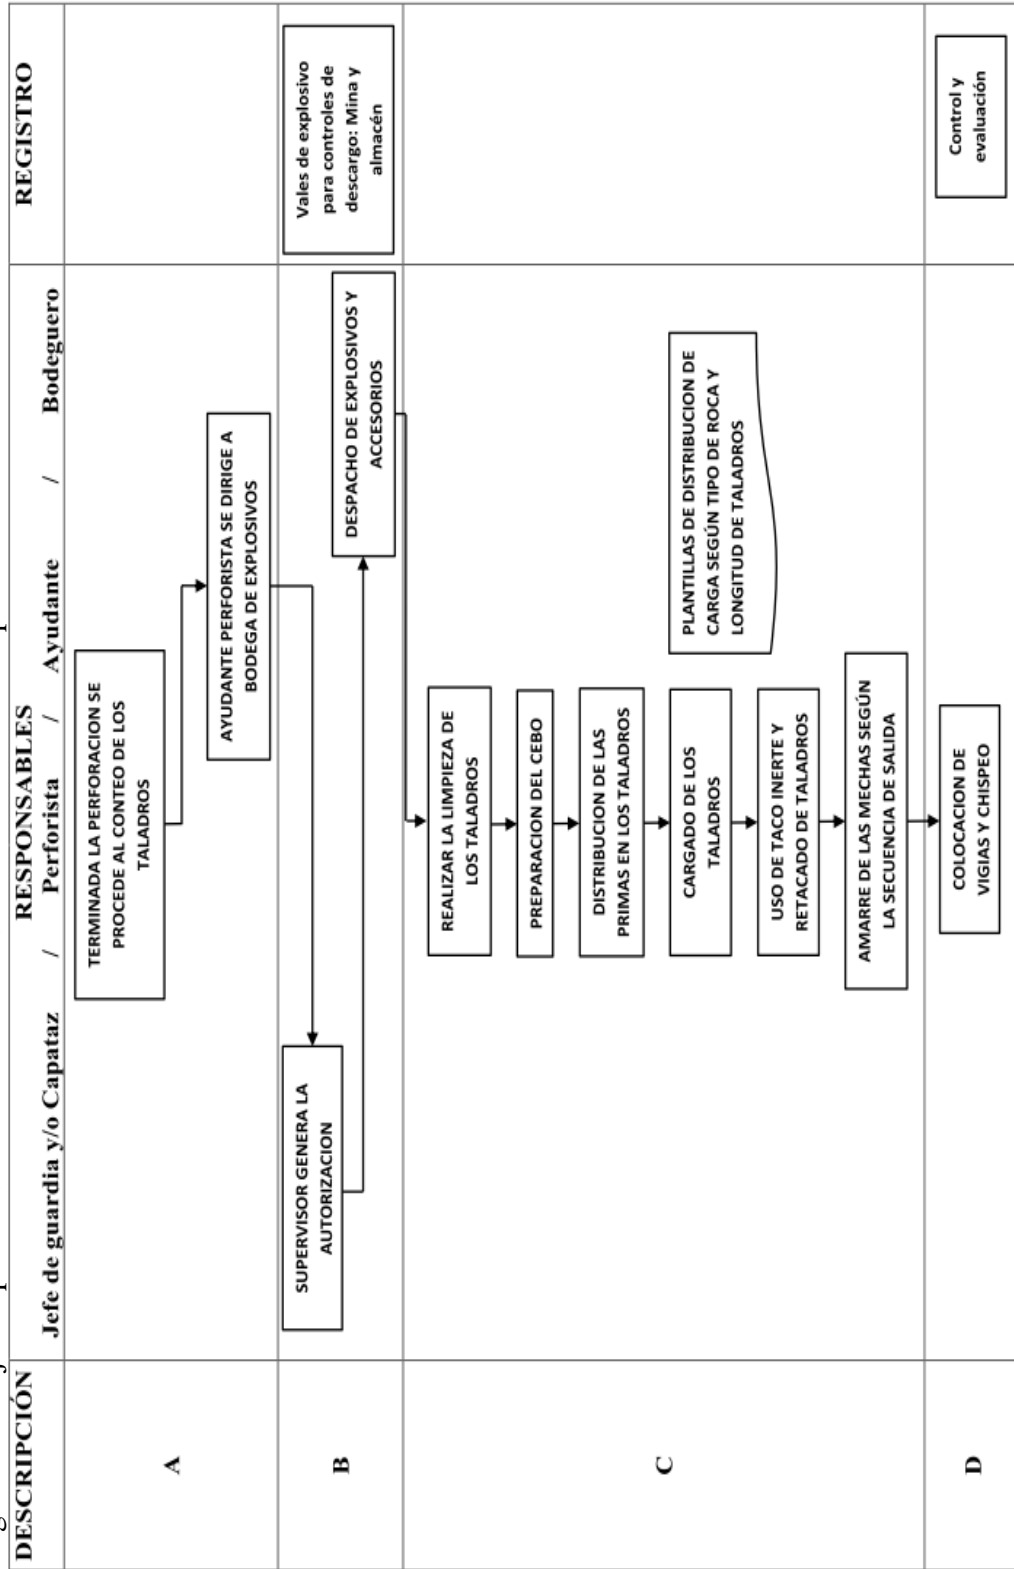 DESCRIPCIÓN
RESPONSABLES
REGISTRO
Jefe de guardia y/o Capataz / Perforista / Ayudante / Bodeguero
A
TERMINADA LA PERFORACION SE
PROCEDE AL CONTEO DE LOS
TALADROS
AYUDANTE PERFORISTA SE DIRIGE A
BODEGA DE EXPLOSIVOS
B
SUPERVISOR GENERA LA
AUTORIZACION
DESPACHO DE EXPLOSIVOS Y
ACCESORIOS
Vales de explosivo
para controles de
descargo: Mina y
almacén
C
REALIZAR LA LIMPIEZA DE
LOS TALADROS
PREPARACION DEL CEBO
DISTRIBUCION DE LAS
PRIMAS EN LOS TALADROS
CARGADO DE LOS
TALADROS
USO DE TACO INERTE Y
RETACADO DE TALADROS
AMARRE DE LAS MECHAS SEGÚN
LA SECUENCIA DE SALIDA
PLANTILLAS DE DISTRIBUCION DE
CARGA SEGÚN TIPO DE ROCA Y
LONGITUD DE TALADROS
D
COLOCACION DE
VIGIAS Y CHISPEO
Control y
evaluación